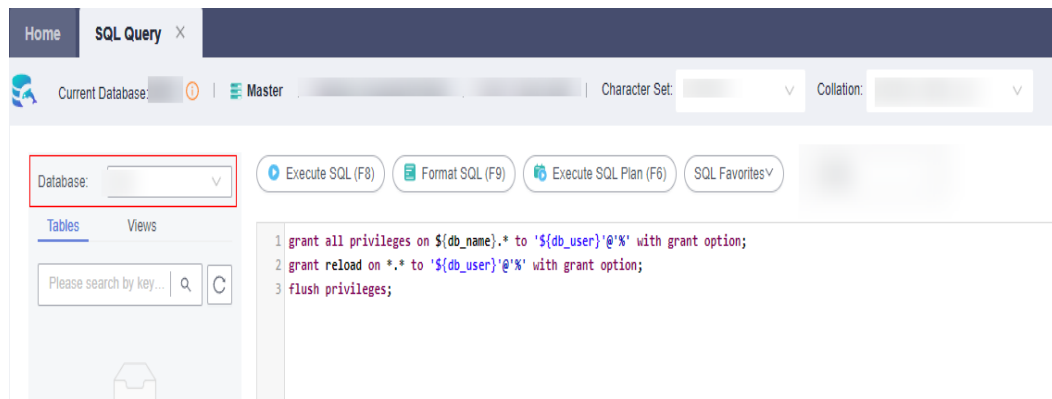 Home SQL Query ×
Current Database: Master Character Set: Collation:
Database: Execute SQL (F8) Format SQL (F9) Execute SQL Plan (F6) SQL Favorites
Tables Views
1 grant all privileges on ${db_name}.* to '${db_user}'@'%' with grant option;
2 grant reload on *.* to '${db_user}'@'%' with grant option;
Please search by key...
3 flush privileges;